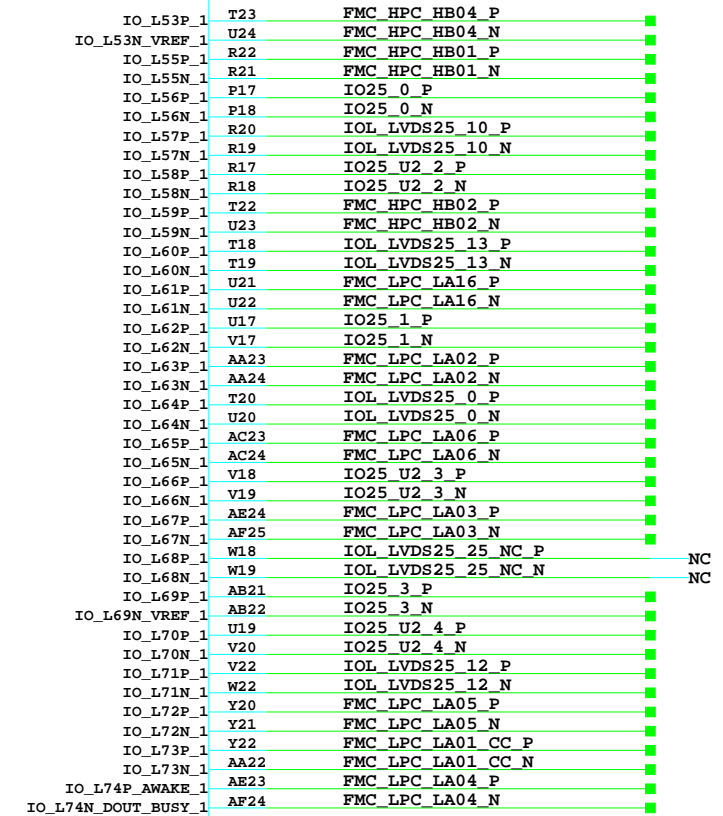 IO_L53P_1 T23 FMC_HPC_HB04_P
IO_L53N_VREF_1 U24 FMC_HPC_HB04_N
IO_L55P_1 R22 FMC_HPC_HB01_P
IO_L55N_1 R21 FMC_HPC_HB01_N
IO_L56P_1 P17 IO25_0_P
IO_L56N_1 P18 IO25_0_N
IO_L57P_1 R20 IOL_LVDS25_10_P
IO_L57N_1 R19 IOL_LVDS25_10_N
IO_L58P_1 R17 IO25_U2_2_P
IO_L58N_1 R18 IO25_U2_2_N
IO_L59P_1 T22 FMC_HPC_HB02_P
IO_L59N_1 U23 FMC_HPC_HB02_N
IO_L60P_1 T18 IOL_LVDS25_13_P
IO_L60N_1 T19 IOL_LVDS25_13_N
IO_L61P_1 U21 FMC_LPC_LA16_P
IO_L61N_1 U22 FMC_LPC_LA16_N
IO_L62P_1 U17 IO25_1_P
IO_L62N_1 V17 IO25_1_N
IO_L63P_1 AA23 FMC_LPC_LA02_P
IO_L63N_1 AA24 FMC_LPC_LA02_N
IO_L64P_1 T20 IOL_LVDS25_0_P
IO_L64N_1 U20 IOL_LVDS25_0_N
IO_L65P_1 AC23 FMC_LPC_LA06_P
IO_L65N_1 AC24 FMC_LPC_LA06_N
IO_L66P_1 V18 IO25_U2_3_P
IO_L66N_1 V19 IO25_U2_3_N
IO_L67P_1 AE24 FMC_LPC_LA03_P
IO_L67N_1 AF25 FMC_LPC_LA03_N
IO_L68P_1 W18 IOL_LVDS25_25_NC_P NC
IO_L68N_1 W19 IOL_LVDS25_25_NC_N NC
IO_L69P_1 AB21 IO25_3_P
IO_L69N_VREF_1 AB22 IO25_3_N
IO_L70P_1 U19 IO25_U2_4_P
IO_L70N_1 V20 IO25_U2_4_N
IO_L71P_1 V22 IOL_LVDS25_12_P
IO_L71N_1 W22 IOL_LVDS25_12_N
IO_L72P_1 Y20 FMC_LPC_LA05_P
IO_L72N_1 Y21 FMC_LPC_LA05_N
IO_L73P_1 Y22 FMC_LPC_LA01_CC_P
IO_L73N_1 AA22 FMC_LPC_LA01_CC_N
IO_L74P_AWAKE_1 AE23 FMC_LPC_LA04_P
IO_L74N_DOUT_BUSY_1 AF24 FMC_LPC_LA04_N